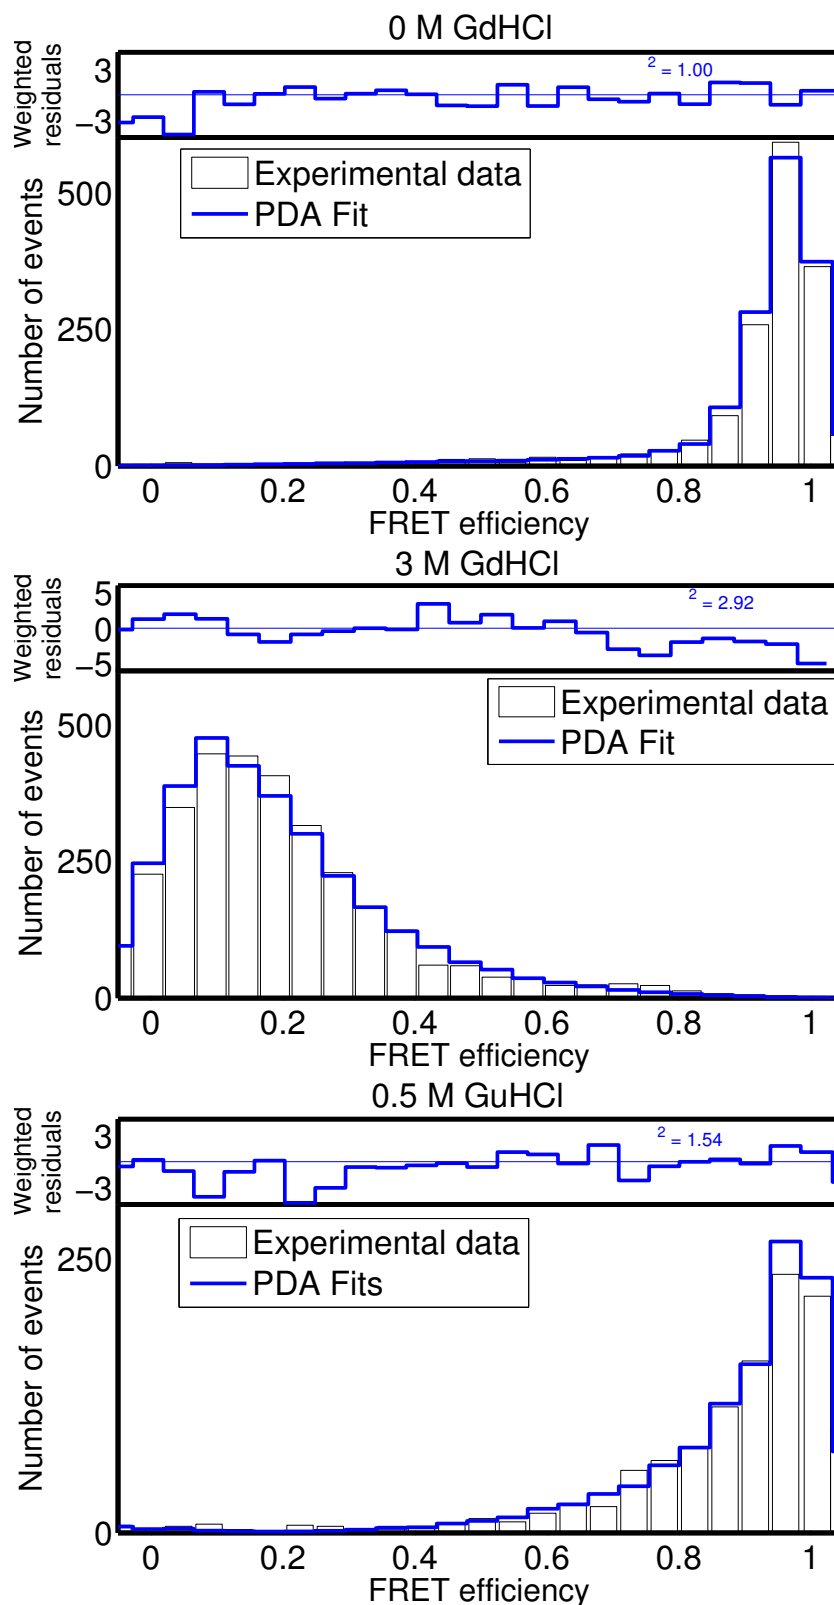 0 M GdHCl
Weighted residuals
3
−3
2 = 1.00
Number of events
500
250
0
Experimental data
PDA Fit
0 0.2 0.4 0.6 0.8 1
FRET efficiency
3 M GdHCl
Weighted residuals
5
0
−5
2 = 2.92
Number of events
500
250
0
Experimental data
PDA Fit
0 0.2 0.4 0.6 0.8 1
FRET efficiency
0.5 M GuHCl
Weighted residuals
3
−3
2 = 1.54
Number of events
250
0
Experimental data
PDA Fits
0 0.2 0.4 0.6 0.8 1
FRET efficiency